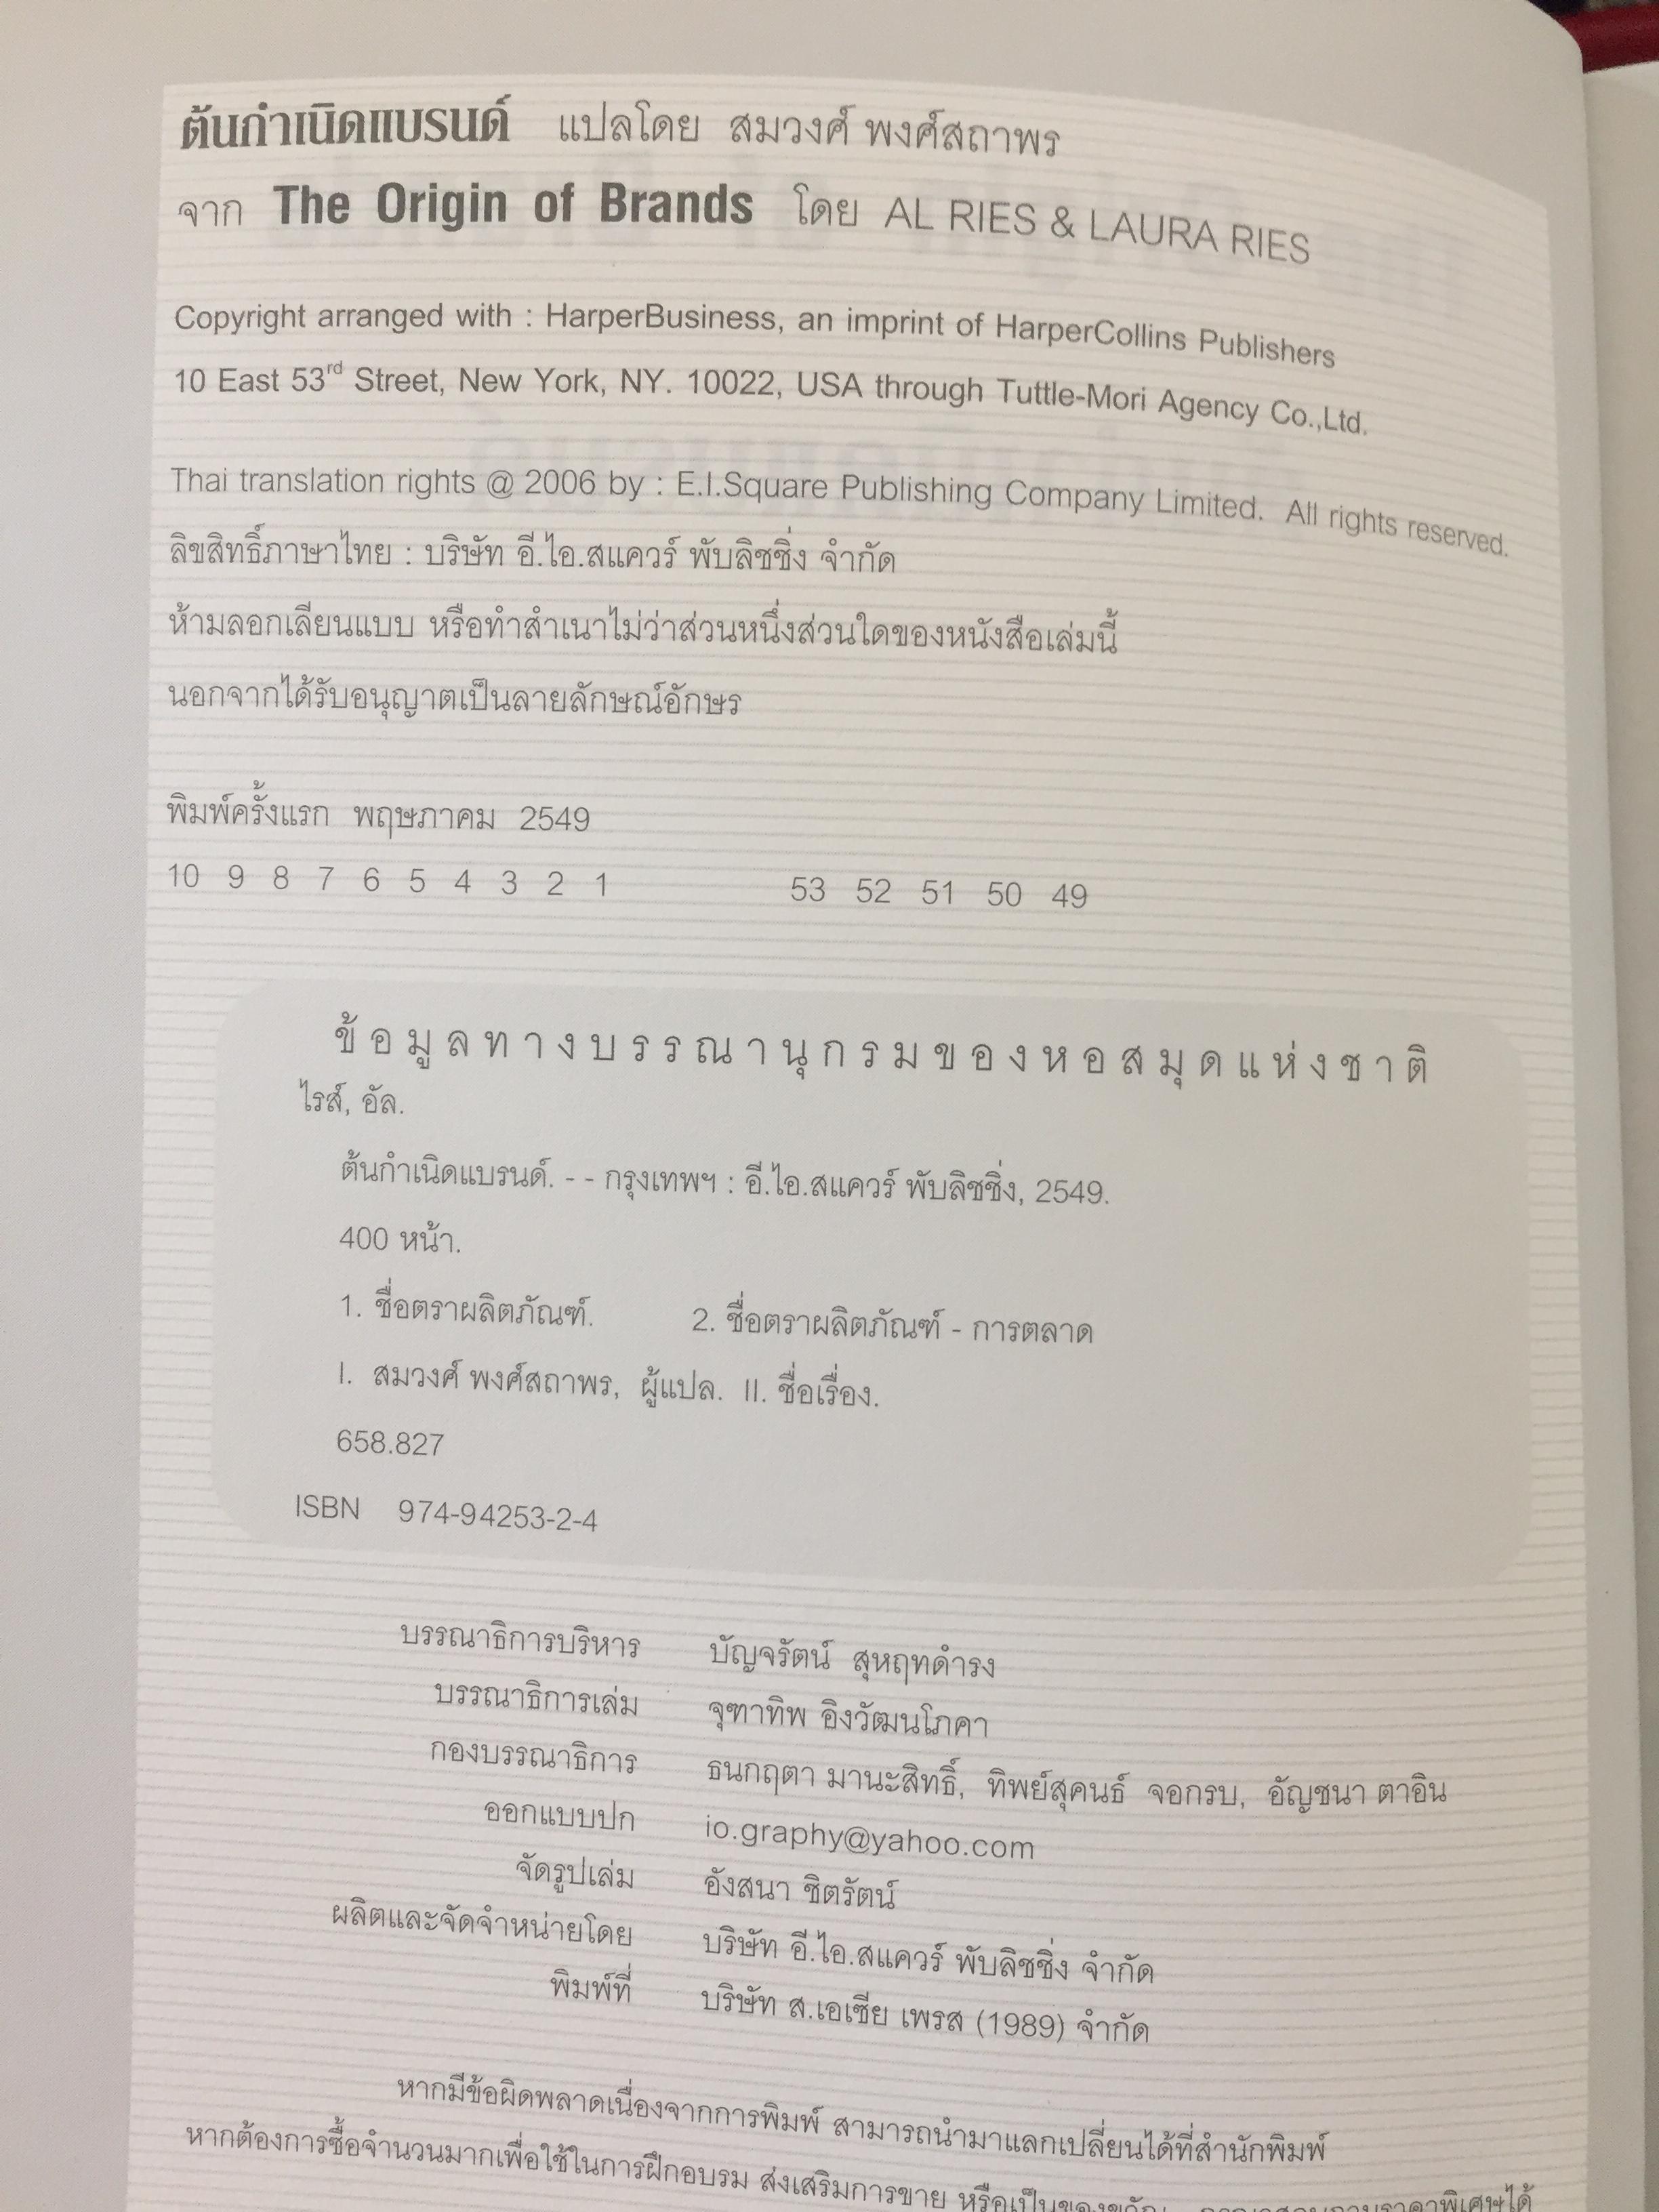 ต้นกำเนิดแบรนด์ แปลโดย สมวงศ์ พงศ์สถาพร
จาก The Origin of Brands โดย AL RIES & LAURA RIES
Copyright arranged with : HarperBusiness, an imprint of HarperCollins Publishers
10 East 53rd Street, New York, NY. 10022, USA through Tuttle-Mori Agency Co.,Ltd.
Thai translation rights @ 2006 by : E.I.Square Publishing Company Limited. All rights reserved.
ลิขสิทธิ์ภาษาไทย : บริษัท อี.ไอ.สแควร์ พับลิชชิ่ง จำกัด
ห้ามลอกเลียนแบบ หรือทำสำเนาไม่ว่าส่วนหนึ่งส่วนใดของหนังสือเล่มนี้
นอกจากได้รับอนุญาตเป็นลายลักษณ์อักษร
พิมพ์ครั้งแรก พฤษภาคม 2549
10 9 8 7 6 5 4 3 2 1 53 52 51 50 49
ข้อมูลทางบรรณานุกรมของหอสมุดแห่งชาติ
ไรส์, อัล.
ต้นกำเนิดแบรนด์. - - กรุงเทพฯ : อี.ไอ.สแควร์ พับลิชชิ่ง, 2549.
400 หน้า.
1. ชื่อตราผลิตภัณฑ์. 2. ชื่อตราผลิตภัณฑ์ - การตลาด
I. สมวงศ์ พงศ์สถาพร, ผู้แปล. II. ชื่อเรื่อง.
658.827
ISBN 974-94253-2-4
บรรณาธิการบริหาร บัญจรัตน์ สุหฤทดำรง
บรรณาธิการเล่ม จุฑาทิพ อิงวัฒนโภคา
กองบรรณาธิการ ธนกฤตา มานะสิทธิ์, ทิพย์สุคนธ์ จอกรบ, อัญชนา ตาอิน
ออกแบบปก io.graphy@yahoo.com
จัดรูปเล่ม อังสนา ชิตรัตน์
ผลิตและจัดจำหน่ายโดย บริษัท อี.ไอ.สแควร์ พับลิชชิ่ง จำกัด
พิมพ์ที่ บริษัท ส.เอเซีย เพรส (1989) จำกัด
หากมีข้อผิดพลาดเนื่องจากการพิมพ์ สามารถนำมาแลกเปลี่ยนได้ที่สำนักพิมพ์
หากต้องการซื้อจำนวนมากเพื่อใช้ในการฝึกอบรม ส่งเสริมการขาย หรือเป็นของขวัญ